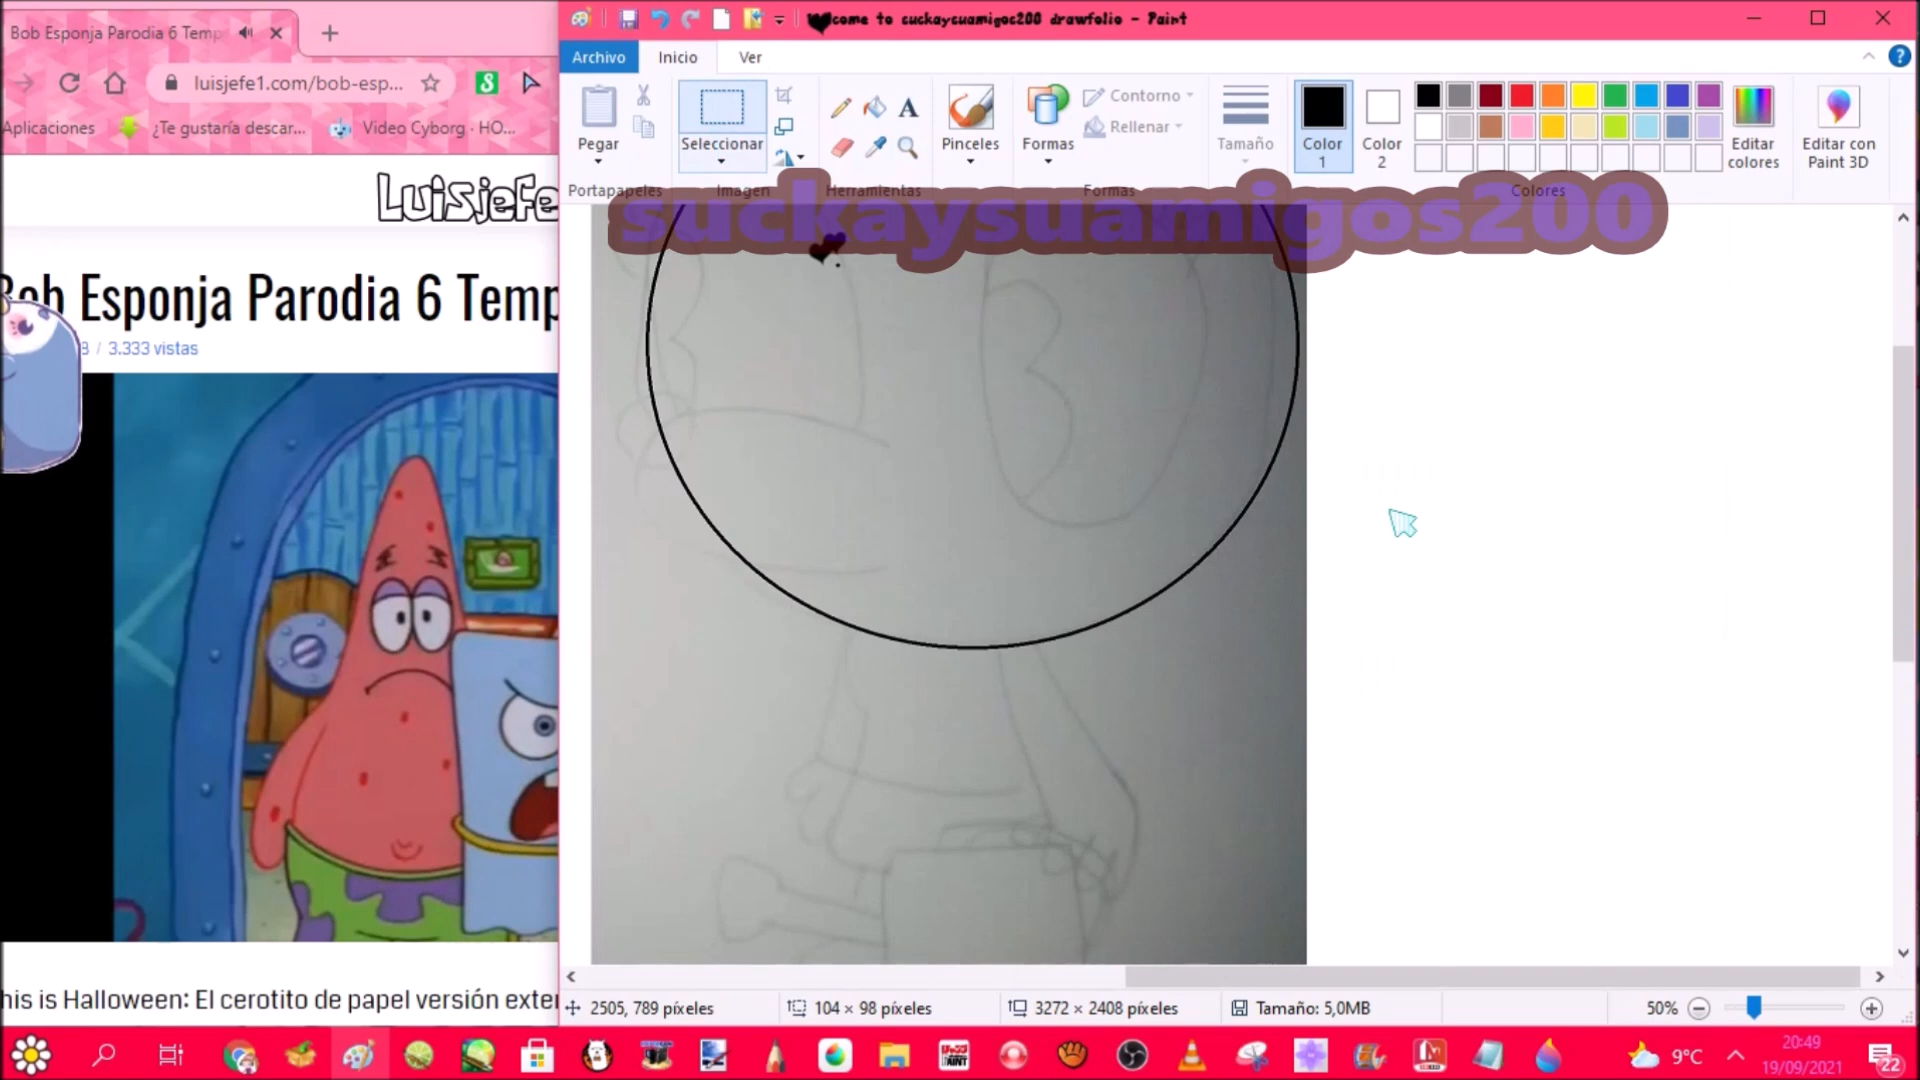 Bob Esponja Parodia 6 Temp
luisjefe1.com/bob-esp...
Aplicaciones
¿Te gustaría descar...
Video Cyborg · HO...
Luisjefe
Bob Esponja Parodia 6 Temp
3.333 vistas
his is Halloween: El cerotito de papel versión exte
come to suckaysuamigos200 drawfolio - Paint
Archivo
Inicio
Ver
Pegar
Seleccionar
Pinceles
Formas
Contorno
Rellenar
Tamaño
Color 1
Color 2
Editar colores
Editar con Paint 3D
Portapapeles
Imagen
Herramientas
Formas
Colores
suckaysuamigos200
2505, 789 píxeles
104 × 98 píxeles
3272 × 2408 píxeles
Tamaño: 5,0MB
50%
9°C
20:49
19/09/2021
22